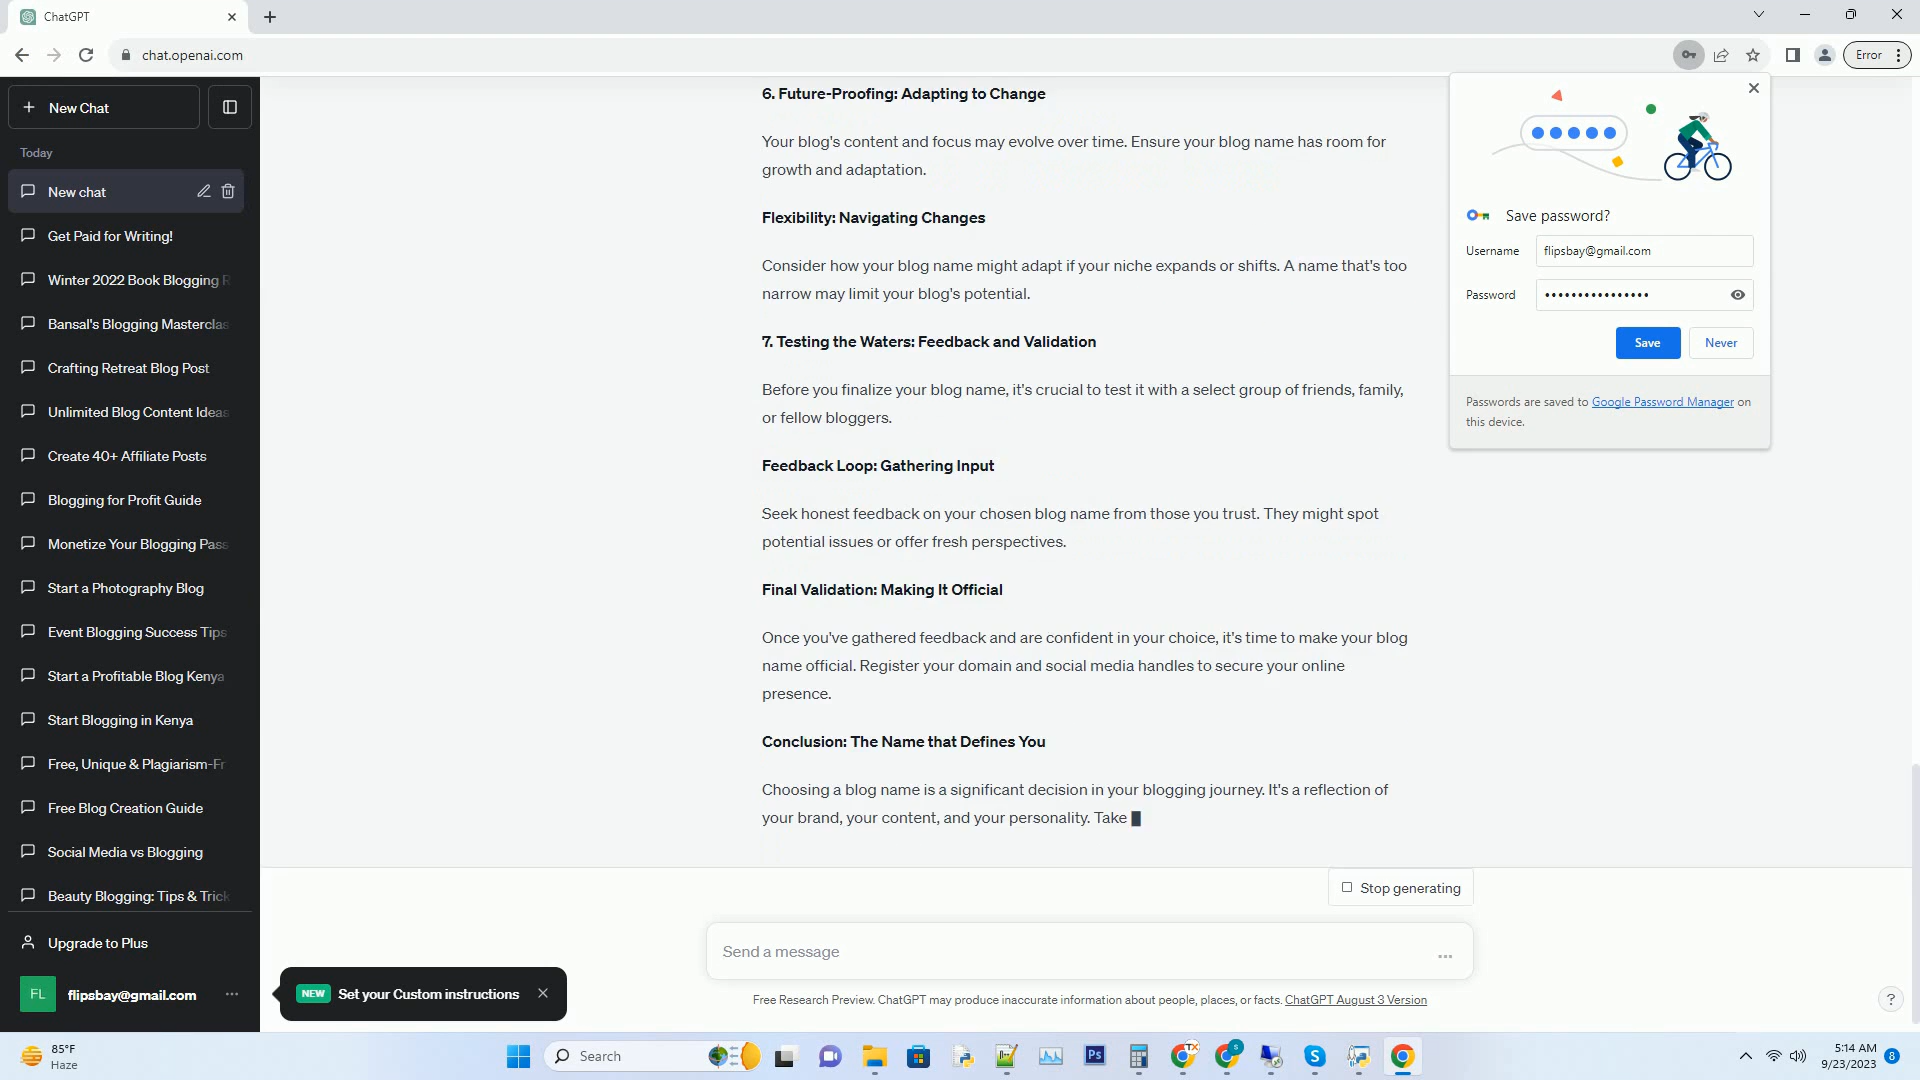 ChatGPT
chat.openai.com
Error
New Chat
Today
New chat
Get Paid for Writing!
Winter 2022 Book Blogging R
Bansal's Blogging Masterclas
Crafting Retreat Blog Post
Unlimited Blog Content Ideas
Create 40+ Affiliate Posts
Blogging for Profit Guide
Monetize Your Blogging Pass
Start a Photography Blog
Event Blogging Success Tips
Start a Profitable Blog Kenya
Start Blogging in Kenya
Free, Unique & Plagiarism-Fr
Free Blog Creation Guide
Social Media vs Blogging
Beauty Blogging: Tips & Trick
Upgrade to Plus
FL
flipsbay@gmail.com
6. Future-Proofing: Adapting to Change
Your blog's content and focus may evolve over time. Ensure your blog name has room for
growth and adaptation.
Flexibility: Navigating Changes
Consider how your blog name might adapt if your niche expands or shifts. A name that's too
narrow may limit your blog's potential.
7. Testing the Waters: Feedback and Validation
Before you finalize your blog name, it's crucial to test it with a select group of friends, family,
or fellow bloggers.
Feedback Loop: Gathering Input
Seek honest feedback on your chosen blog name from those you trust. They might spot
potential issues or offer fresh perspectives.
Final Validation: Making It Official
Once you've gathered feedback and are confident in your choice, it's time to make your blog
name official. Register your domain and social media handles to secure your online
presence.
Conclusion: The Name that Defines You
Choosing a blog name is a significant decision in your blogging journey. It's a reflection of
your brand, your content, and your personality. Take
Save password?
Username
flipsbay@gmail.com
Password
••••••••••••••••
Save
Never
Passwords are saved to Google Password Manager on
this device.
Stop generating
Send a message
NEW Set your Custom instructions
Free Research Preview. ChatGPT may produce inaccurate information about people, places, or facts. ChatGPT August 3 Version
?
85°F
Haze
Search
Ps
TX
S
5:14 AM
9/23/2023
8